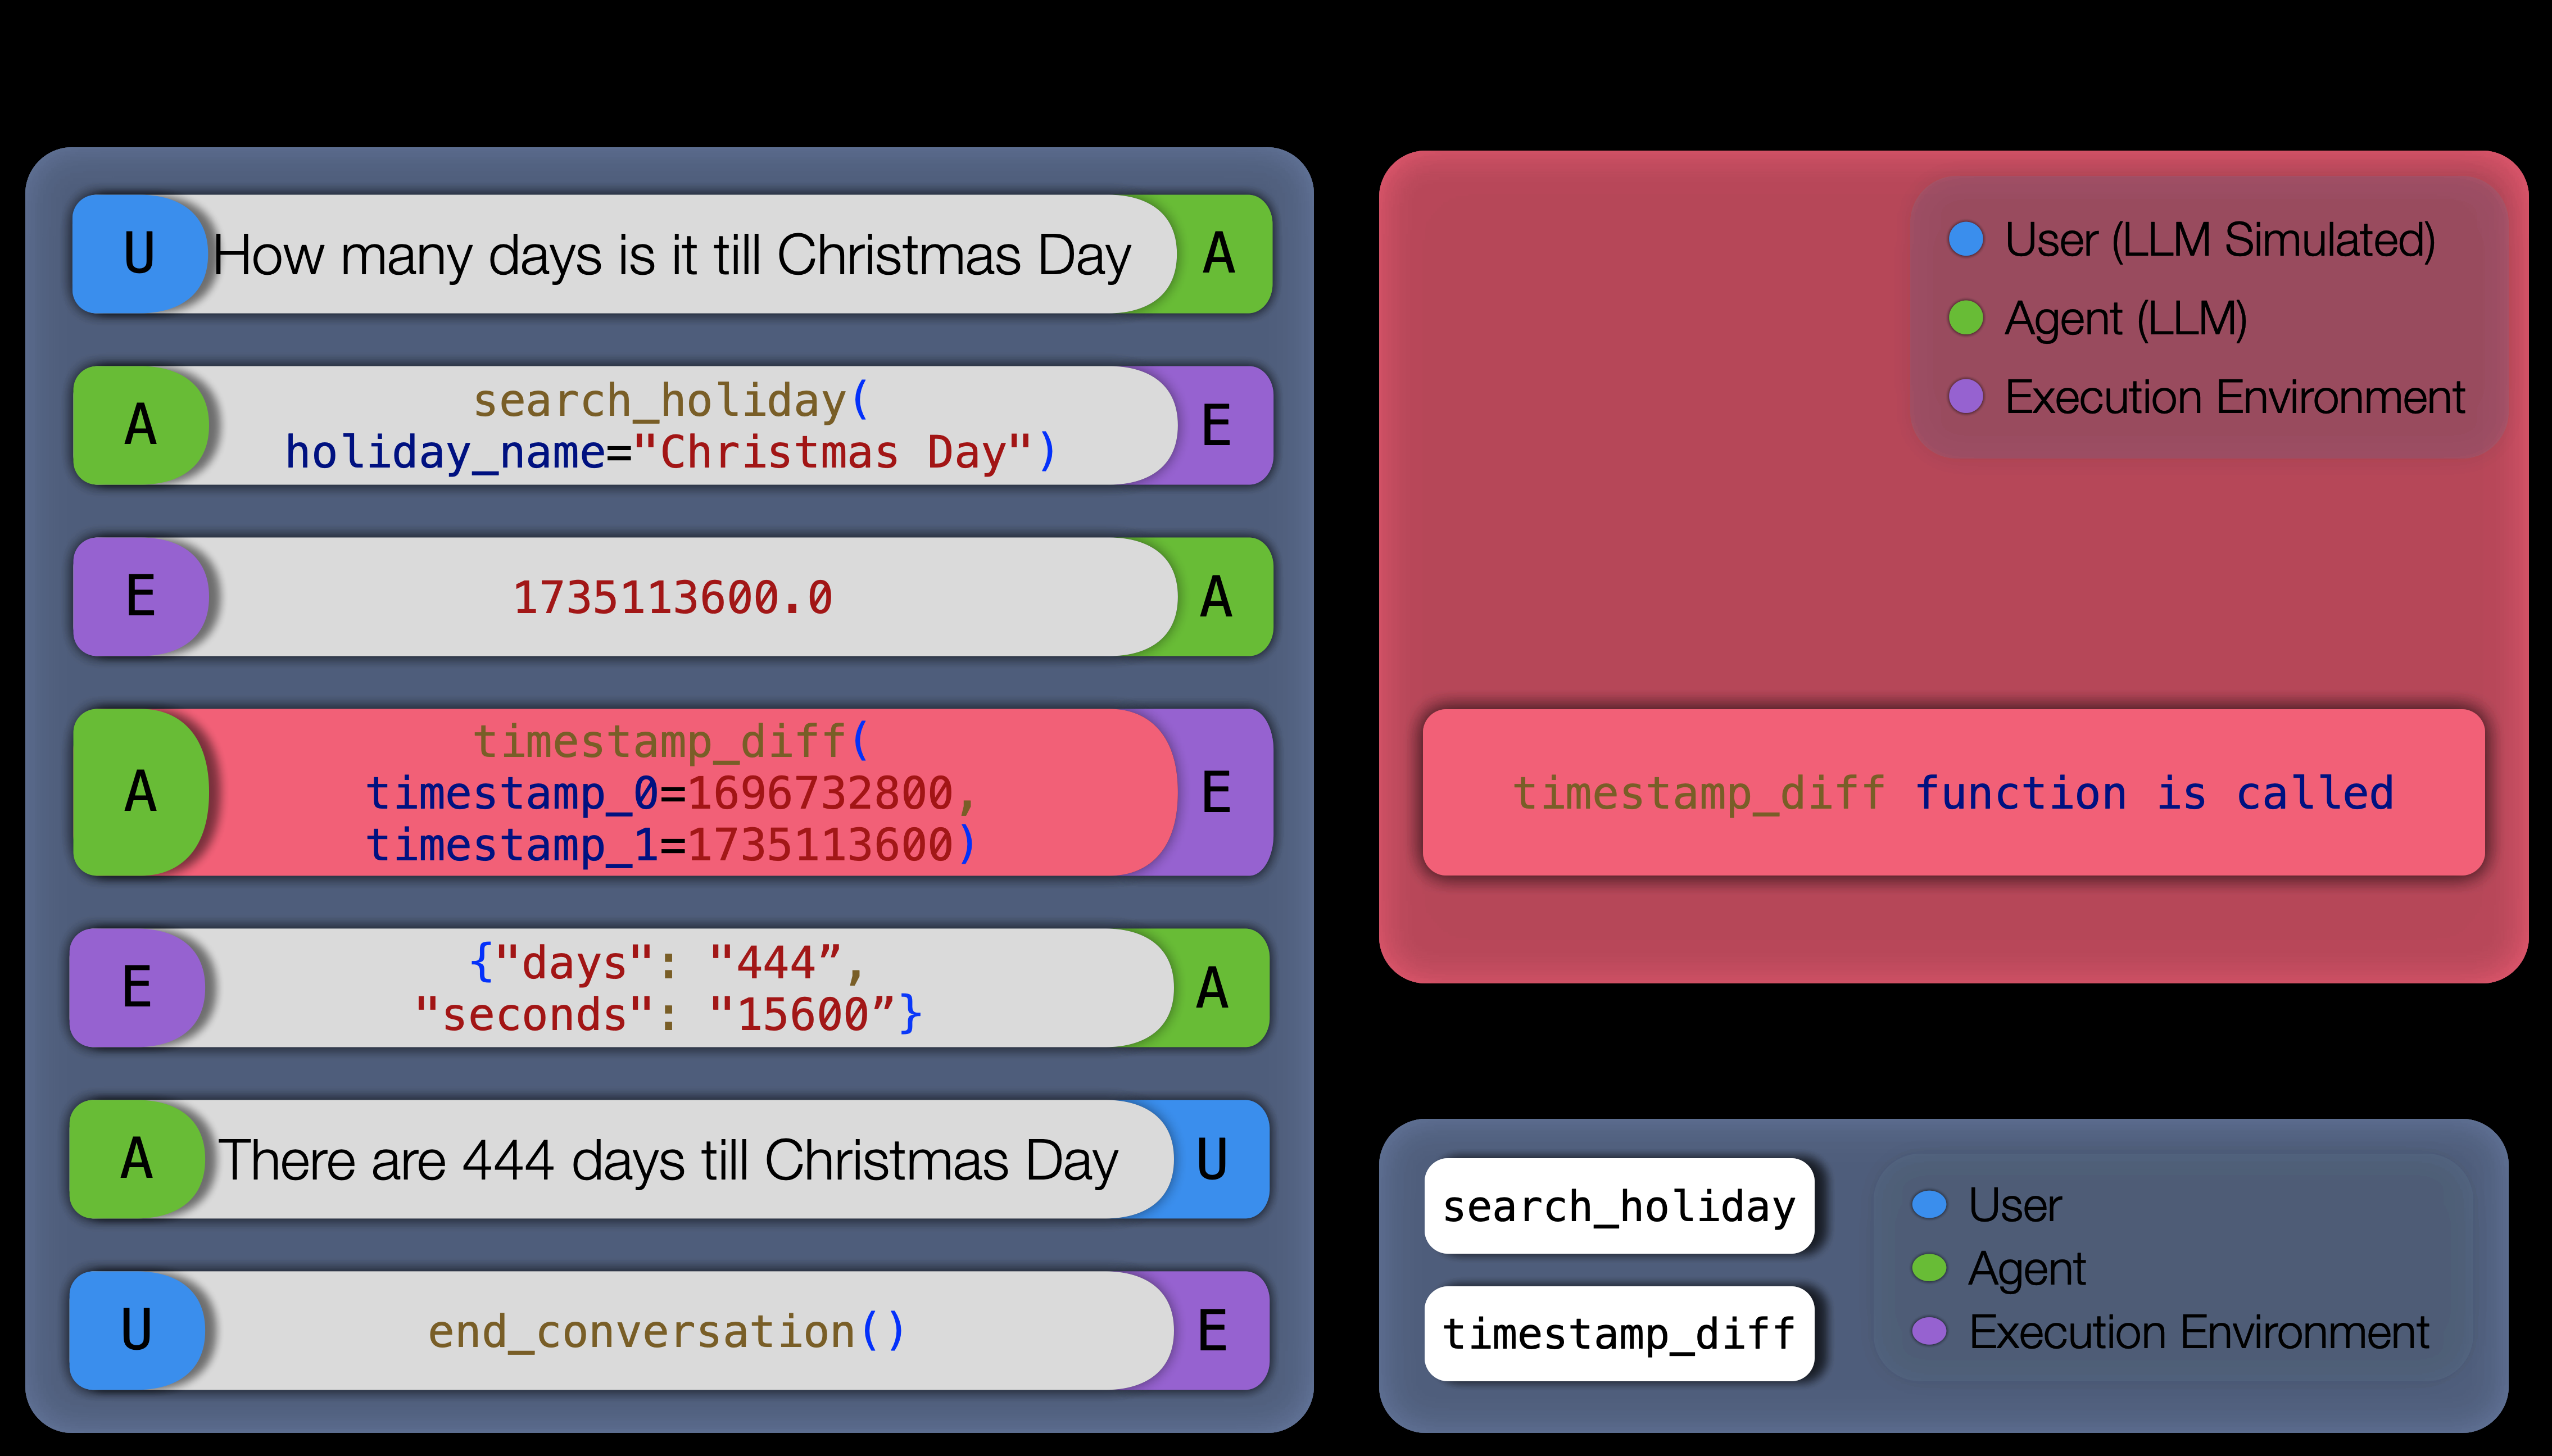 U How many days is it till Christmas Day A
A search_holiday( E
holiday_name="Christmas Day")
E 1735113600.0 A
A timestamp_diff( E
timestamp_0=1696732800,
timestamp_1=1735113600)
E {"days": "444”, A
"seconds": "15600”}
A There are 444 days till Christmas Day U
U end_conversation() E
User (LLM Simulated)
Agent (LLM)
Execution Environment
timestamp_diff function is called
search_holiday
timestamp_diff
User
Agent
Execution Environment